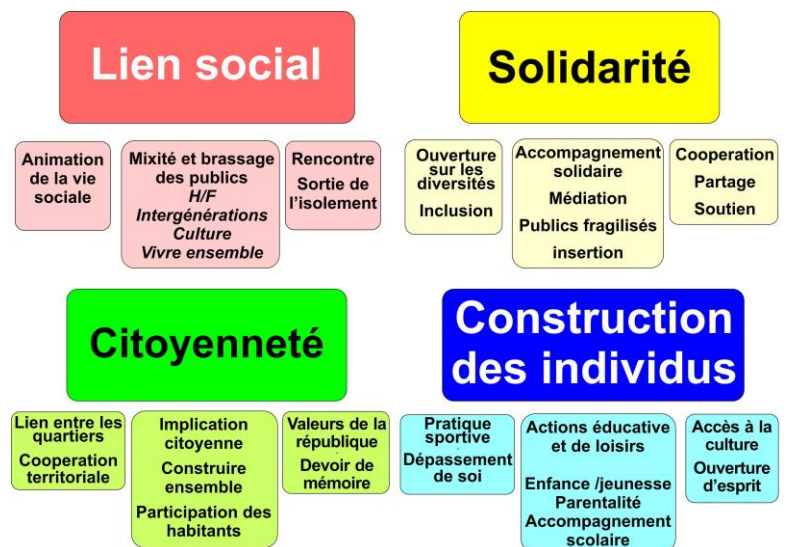 Lien social
Animation
de la vie
sociale
Mixité et brassage
des publics
H/F
Intergénérations
Culture
Vivre ensemble
Rencontre
Sortie de
l'isolement
Solidarité
Ouverture
sur les
diversités
Inclusion
Accompagnement
solidaire
Médiation
Publics fragilisés
insertion
Cooperation
Partage
Soutien
Citoyenneté
Lien entre les
quartiers
Cooperation
territoriale
Implication
citoyenne
Construire
ensemble
Participation des
habitants
Valeurs de la
république
Devoir de
mémoire
Construction
des individus
Pratique
sportive
Dépassement
de soi
Actions éducative
et de loisirs
Enfance /jeunesse
Parentalité
Accompagnement
scolaire
Accès à la
culture
Ouverture
d'esprit